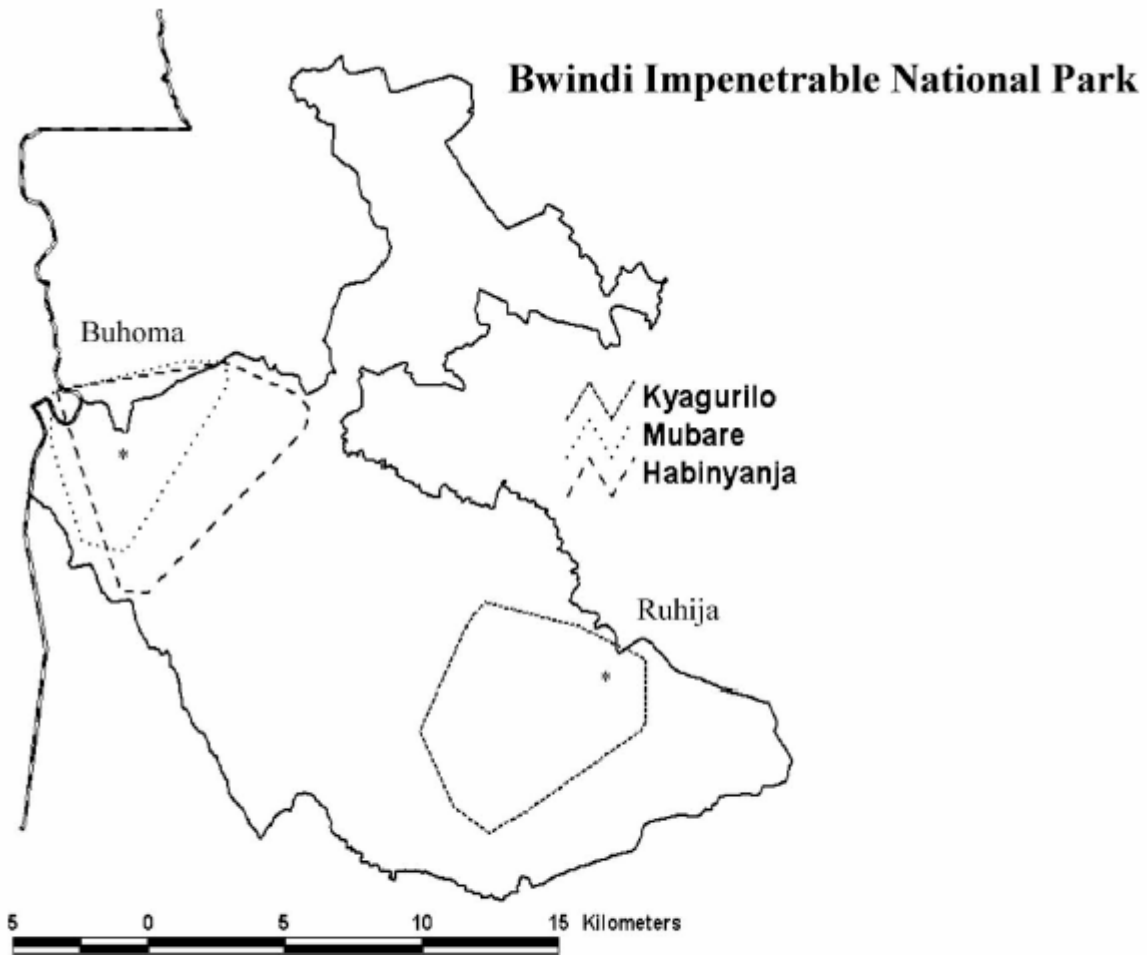 Bwindi Impenetrable National Park
Buhoma
Kyagurilo
Mubare
Habinyanja
*
Ruhija
*
5 0 5 10 15 Kilometers